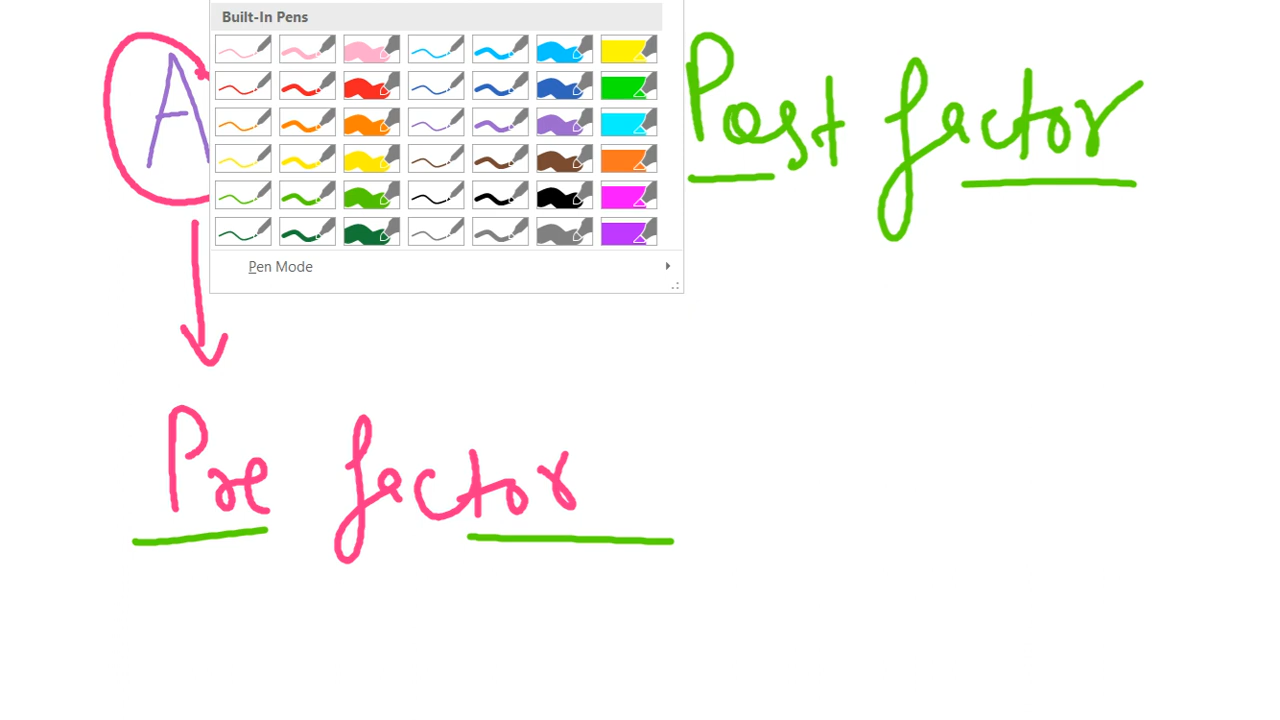 Built-In Pens
A
Post factor
Pen Mode
Pre factor